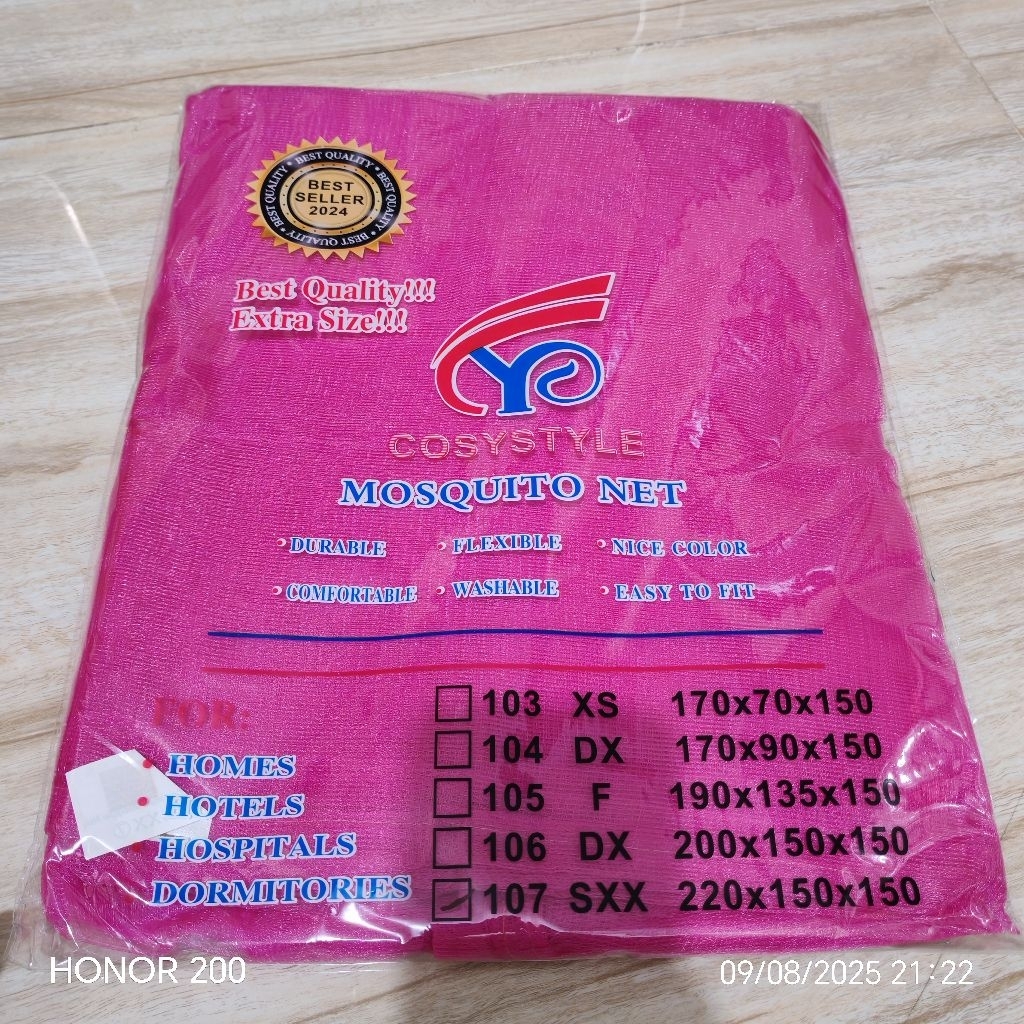 BEST QUALITY • BEST QUALITY • BEST QUALITY • BEST QUALITY
BEST
SELLER
2024
Best Quality!!!
Extra Size!!!
COSYSTYLE
MOSQUITO NET
• DURABLE • FLEXIBLE • NICE COLOR
• COMFORTABLE • WASHABLE • EASY TO FIT
FOR:
• HOMES
• HOTELS
• HOSPITALS
DORMITORIES
103 XS 170x70x150
104 DX 170x90x150
105 F 190x135x150
106 DX 200x150x150
107 SXX 220x150x150
HONOR 200
09/08/2025 21:22